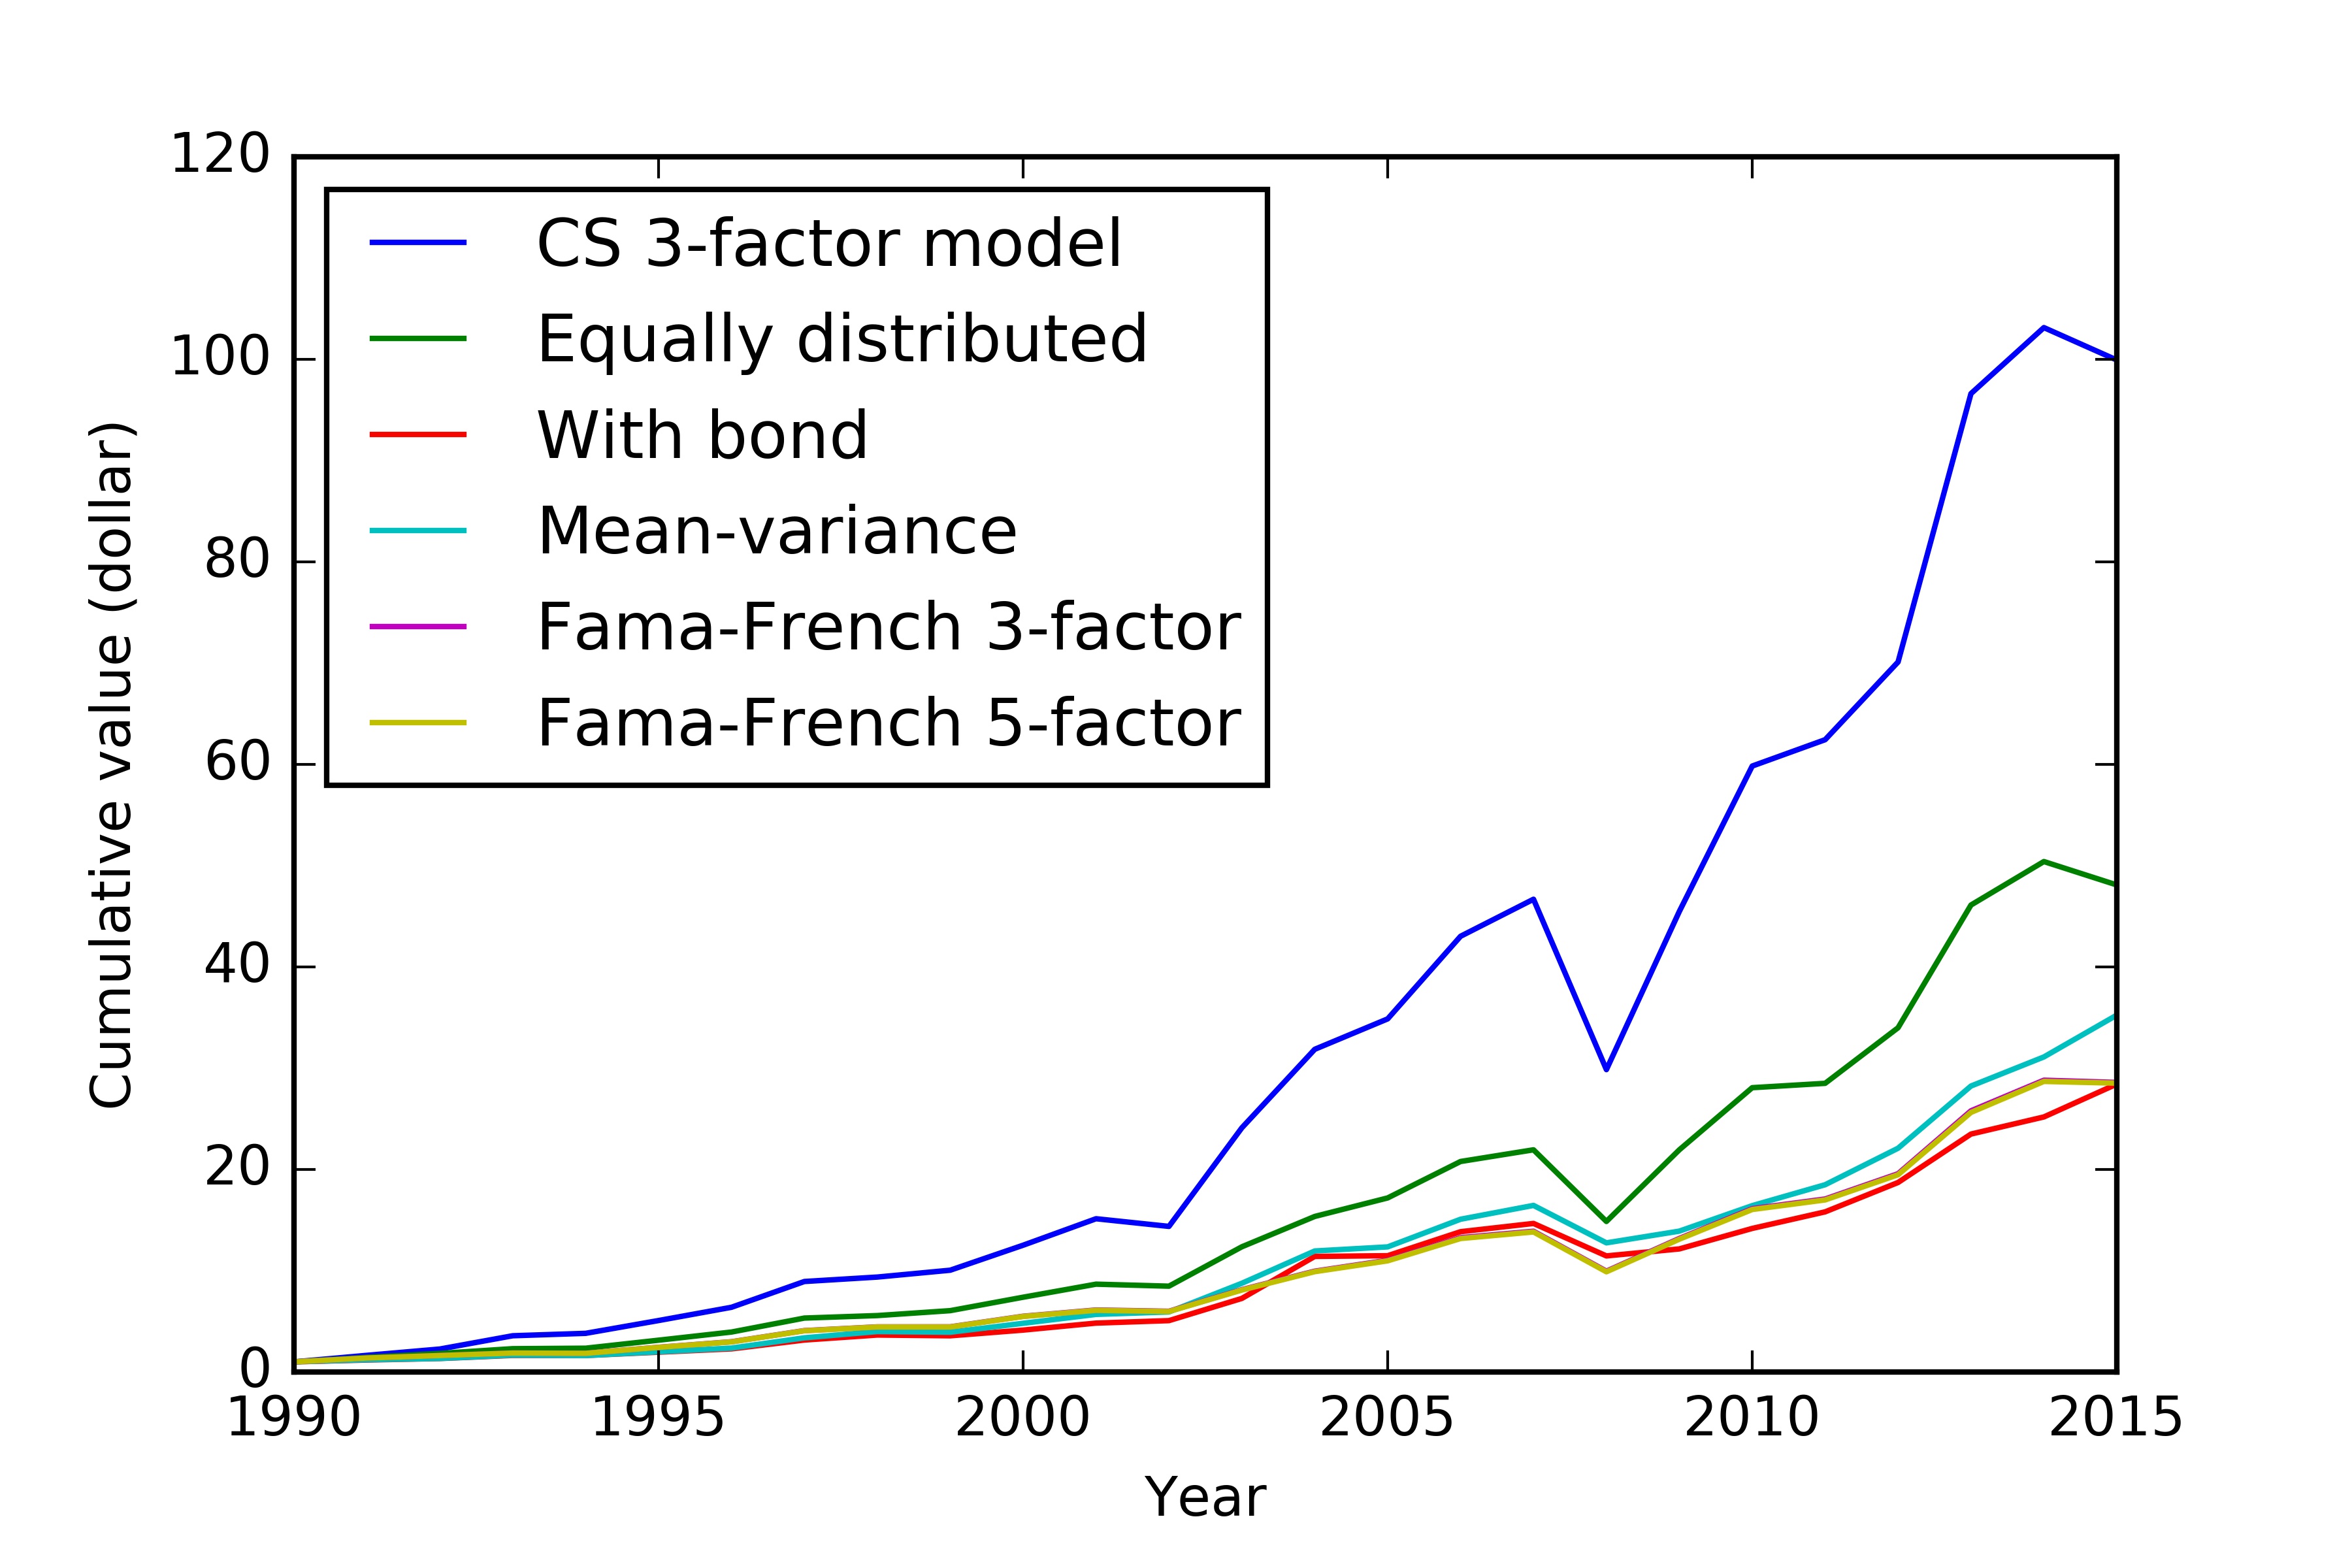 120
100
80
60
40
20
0
Cumulative value (dollar)
CS 3-factor model
Equally distributed
With bond
Mean-variance
Fama-French 3-factor
Fama-French 5-factor
1990 1995 2000 2005 2010 2015
Year